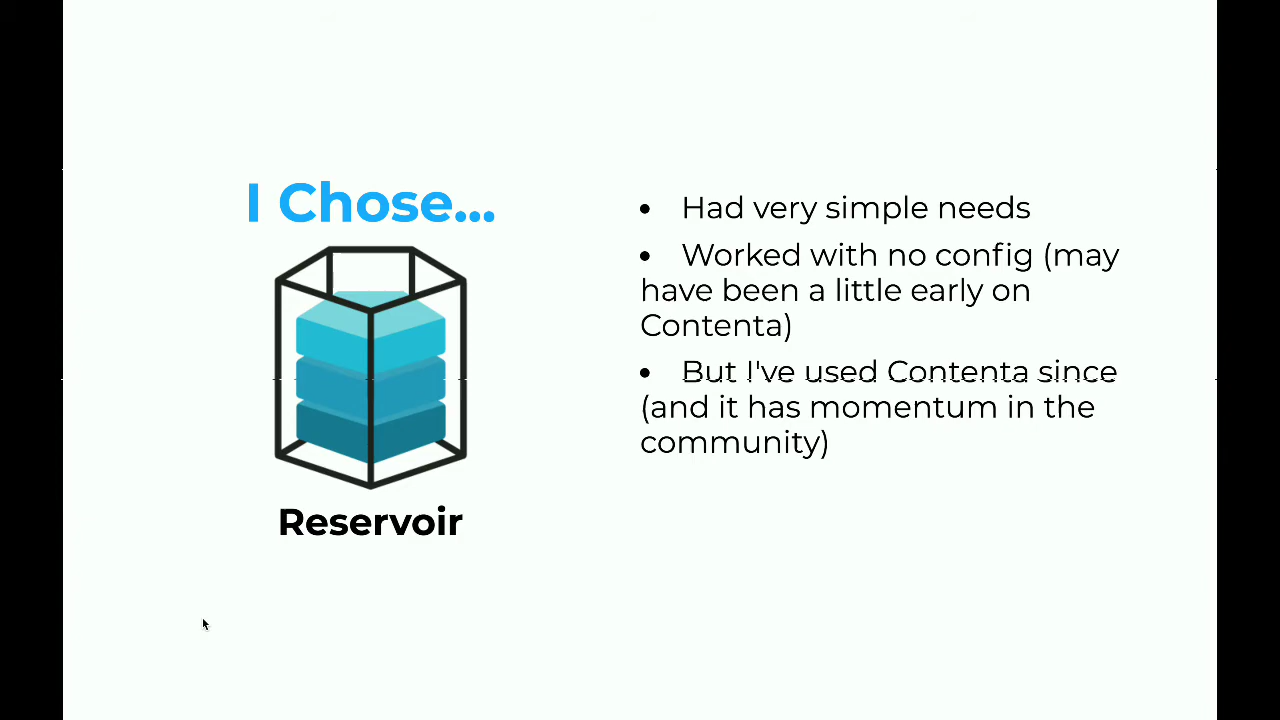 I Chose...
Reservoir
• Had very simple needs
• Worked with no config (may
have been a little early on
Contenta)
• But I've used Contenta since
(and it has momentum in the
community)